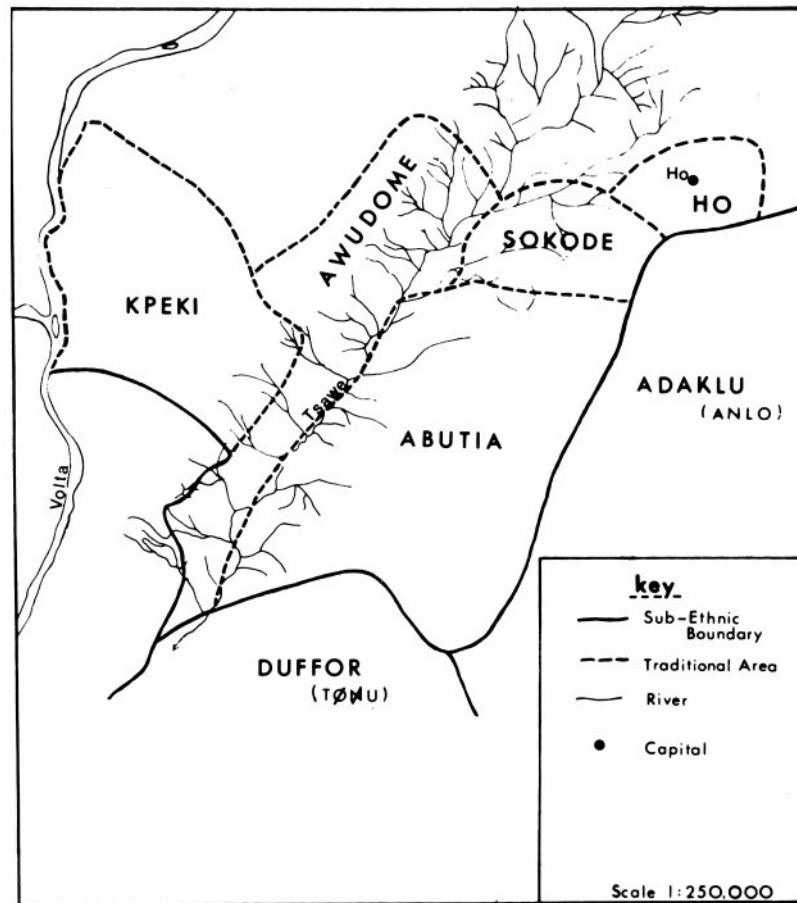 Ho
HO
AWUDOME
SOKODE
KPEKI
ADAKLU
(ANLO)
Tsawe
ABUTIA
Volta
DUFFOR
(TƠNU)
key
Sub-Ethnic
Boundary
Traditional Area
River
Capital
Scale 1:250,000